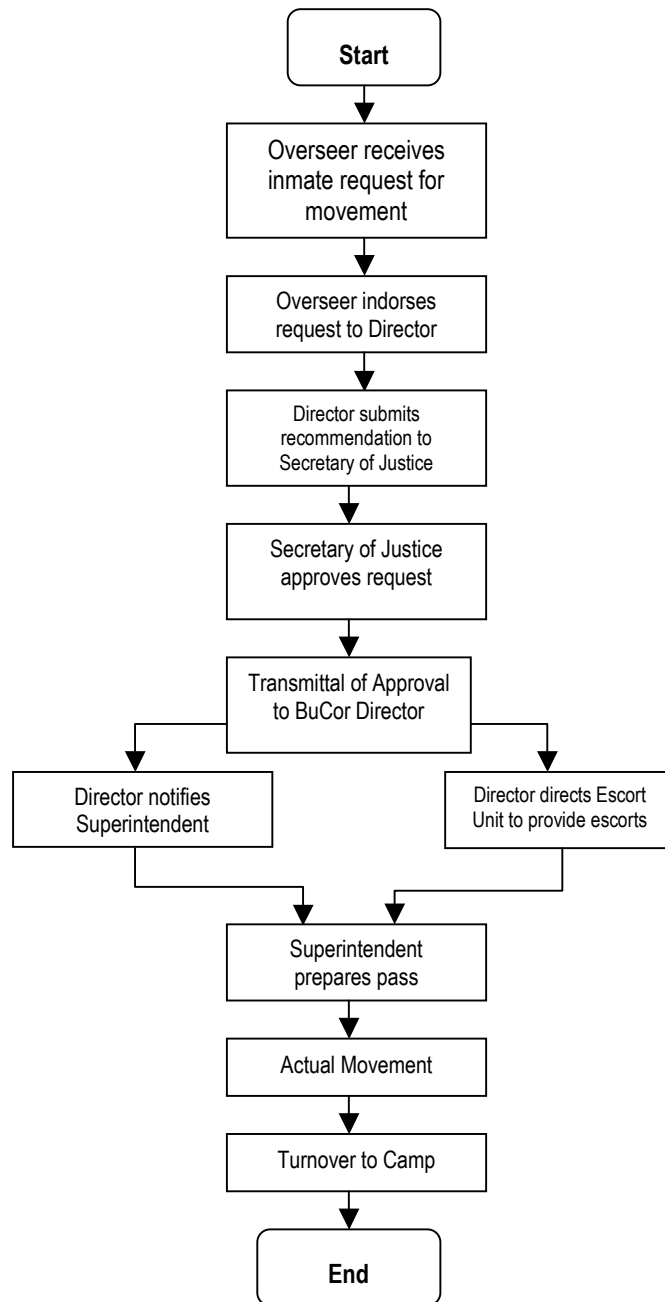 Start
Overseer receives
inmate request for
movement
Overseer indorses
request to Director
Director submits
recommendation to
Secretary of Justice
Secretary of Justice
approves request
Transmittal of Approval
to BuCor Director
Director notifies
Superintendent
Director directs Escort
Unit to provide escorts
Superintendent
prepares pass
Actual Movement
Turnover to Camp
End